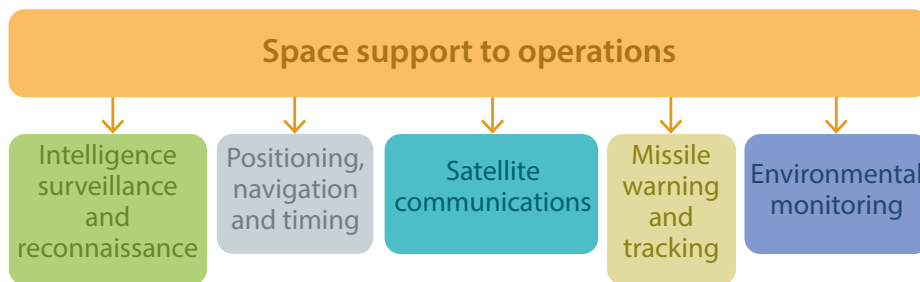 Space support to operations
Intelligence
surveillance
and
reconnaissance
Positioning,
navigation
and timing
Satellite
communications
Missile
warning
and
tracking
Environmental
monitoring